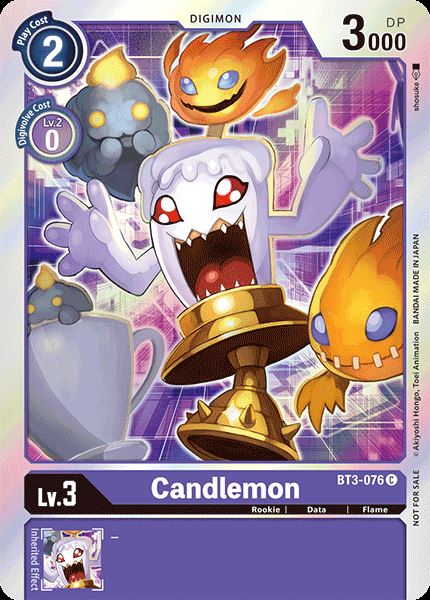 DIGIMON
Play Cost
2
3000 DP
Digivolve Cost
Lv.2
0
shosuke
© Akiyoshi Hongo, Toei Animation BANDAI MADE IN JAPAN
NOT FOR SALE
Lv.3
Candlemon
BT3-076 C
Rookie | Data | Flame
Inherited Effect
–